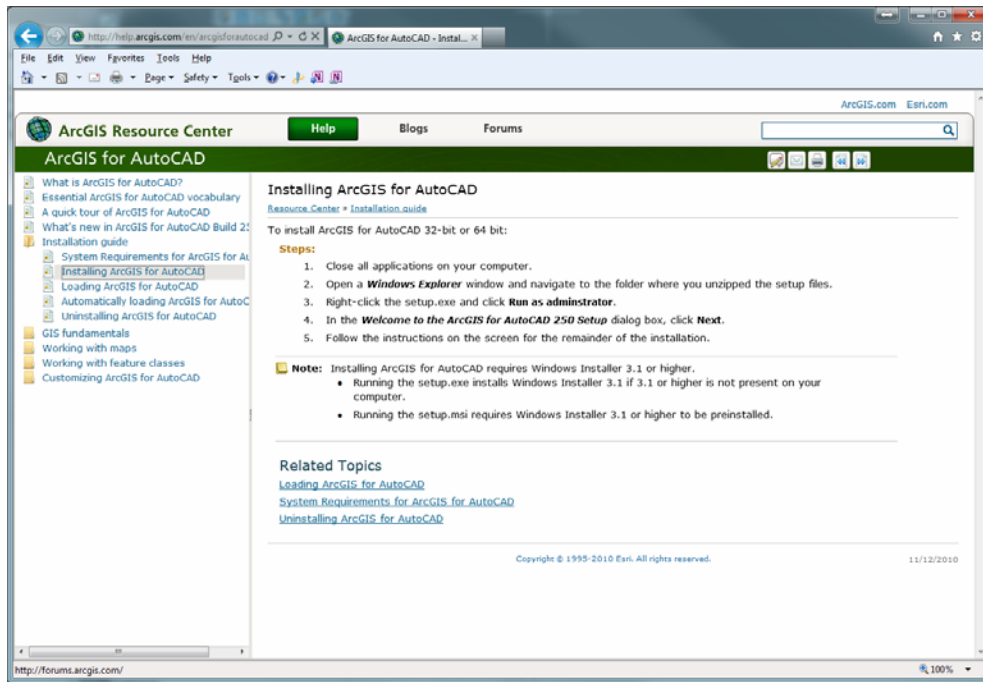 http://help.arcgis.com/en/arcgisforautocad
ArcGIS for AutoCAD - Instal...
File Edit View Favorites Tools Help
Page Safety Tools
ArcGIS.com Esri.com
ArcGIS Resource Center
Help Blogs Forums
ArcGIS for AutoCAD
What is ArcGIS for AutoCAD?
Essential ArcGIS for AutoCAD vocabulary
A quick tour of ArcGIS for AutoCAD
What's new in ArcGIS for AutoCAD Build 25
Installation guide
System Requirements for ArcGIS for Au
Installing ArcGIS for AutoCAD
Loading ArcGIS for AutoCAD
Automatically loading ArcGIS for AutoC
Uninstalling ArcGIS for AutoCAD
GIS fundamentals
Working with maps
Working with feature classes
Customizing ArcGIS for AutoCAD
Installing ArcGIS for AutoCAD
Resource Center » Installation guide
To install ArcGIS for AutoCAD 32-bit or 64 bit:
Steps:
1. Close all applications on your computer.
2. Open a Windows Explorer window and navigate to the folder where you unzipped the setup files.
3. Right-click the setup.exe and click Run as adminstrator.
4. In the Welcome to the ArcGIS for AutoCAD 250 Setup dialog box, click Next.
5. Follow the instructions on the screen for the remainder of the installation.
Note: Installing ArcGIS for AutoCAD requires Windows Installer 3.1 or higher.
• Running the setup.exe installs Windows Installer 3.1 if 3.1 or higher is not present on your
computer.
• Running the setup.msi requires Windows Installer 3.1 or higher to be preinstalled.
Related Topics
Loading ArcGIS for AutoCAD
System Requirements for ArcGIS for AutoCAD
Uninstalling ArcGIS for AutoCAD
Copyright © 1995-2010 Esri. All rights reserved.
11/12/2010
http://forums.arcgis.com/
100%